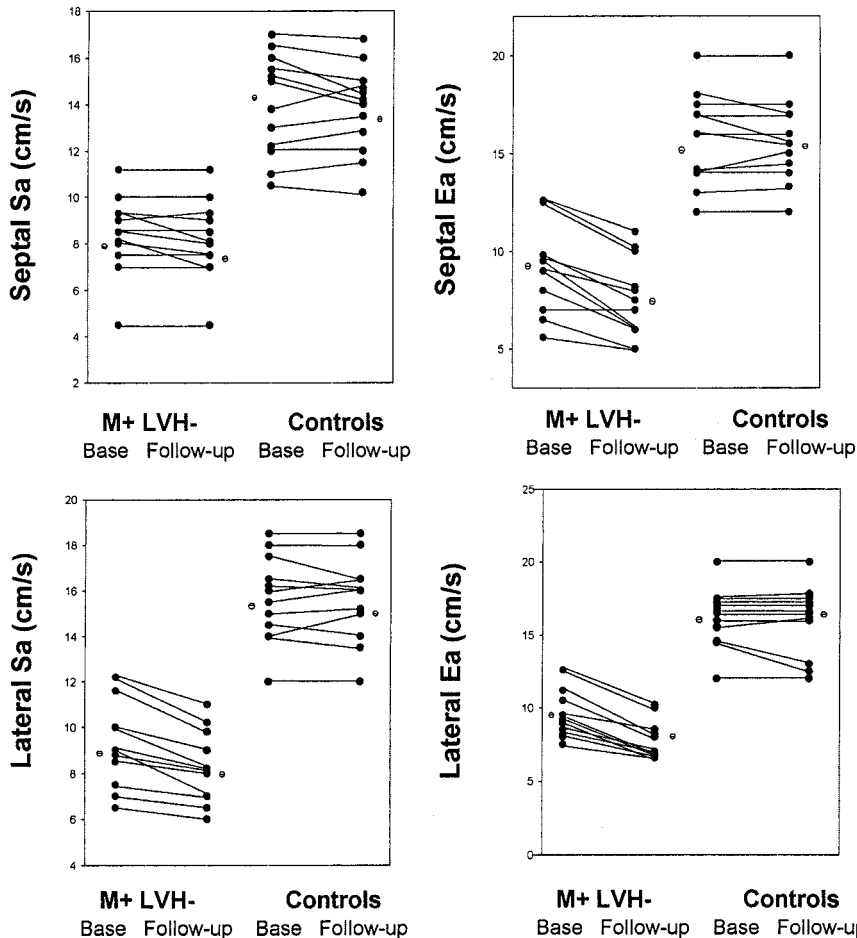 Septal Sa (cm/s)
18
16
14
12
10
8
6
4
2
M+ LVH- Controls
Base Follow-up Base Follow-up
Septal Ea (cm/s)
20
15
10
5
M+ LVH- Controls
Base Follow-up Base Follow-up
Lateral Sa (cm/s)
20
18
16
14
12
10
8
6
4
M+ LVH- Controls
Base Follow-up Base Follow-up
Lateral Ea (cm/s)
25
20
15
10
5
0
M+ LVH- Controls
Base Follow-up Base Follow-up